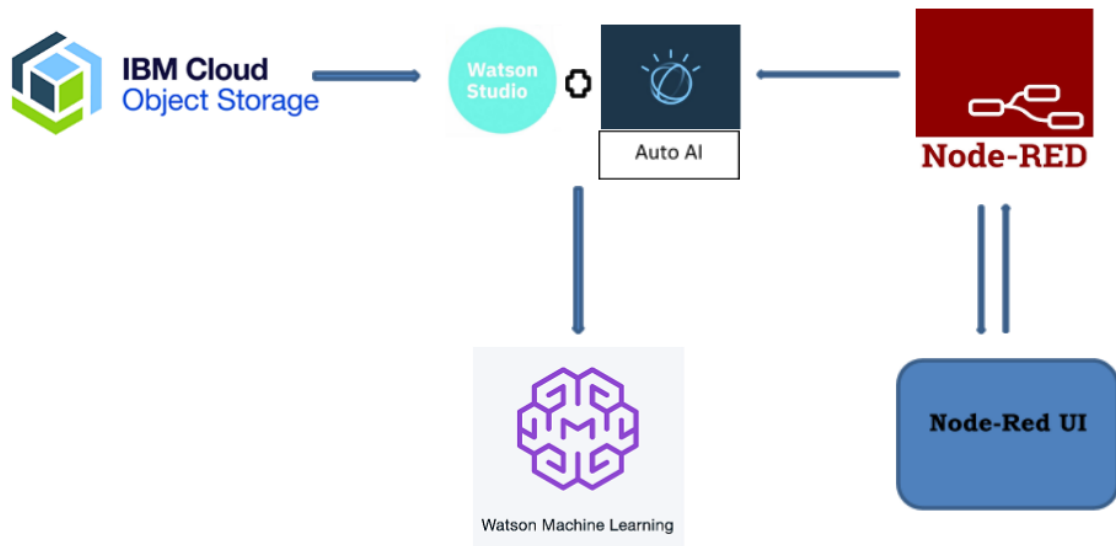 IBM Cloud
Object Storage
Watson
Studio
Auto AI
Node-RED
Watson Machine Learning
Node-Red UI